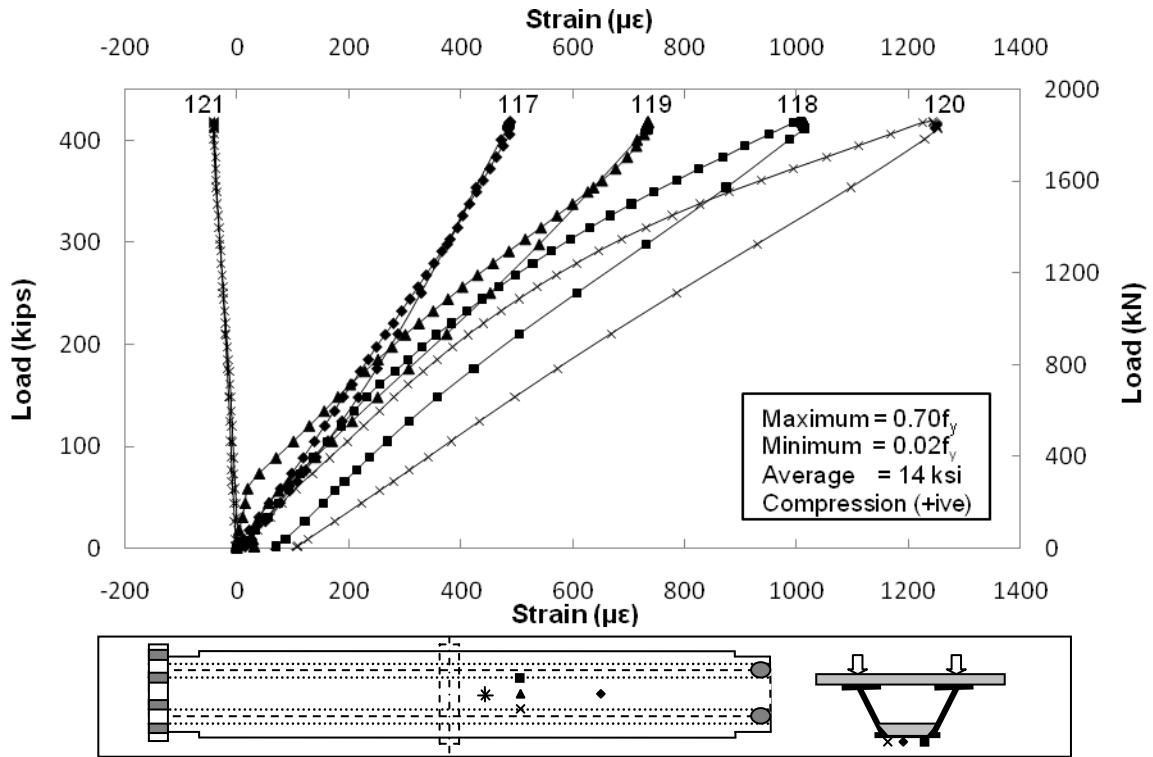 Strain (µε)
-200 0 200 400 600 800 1000 1200 1400
121 117 119 118 120
Load (kips)
400
300
200
100
0
2000
1600
1200
800
400
0
Load (kN)
Maximum = 0.70fy
Minimum = 0.02fy
Average = 14 ksi
Compression (+ive)
-200 0 200 400 600 800 1000 1200 1400
Strain (µε)